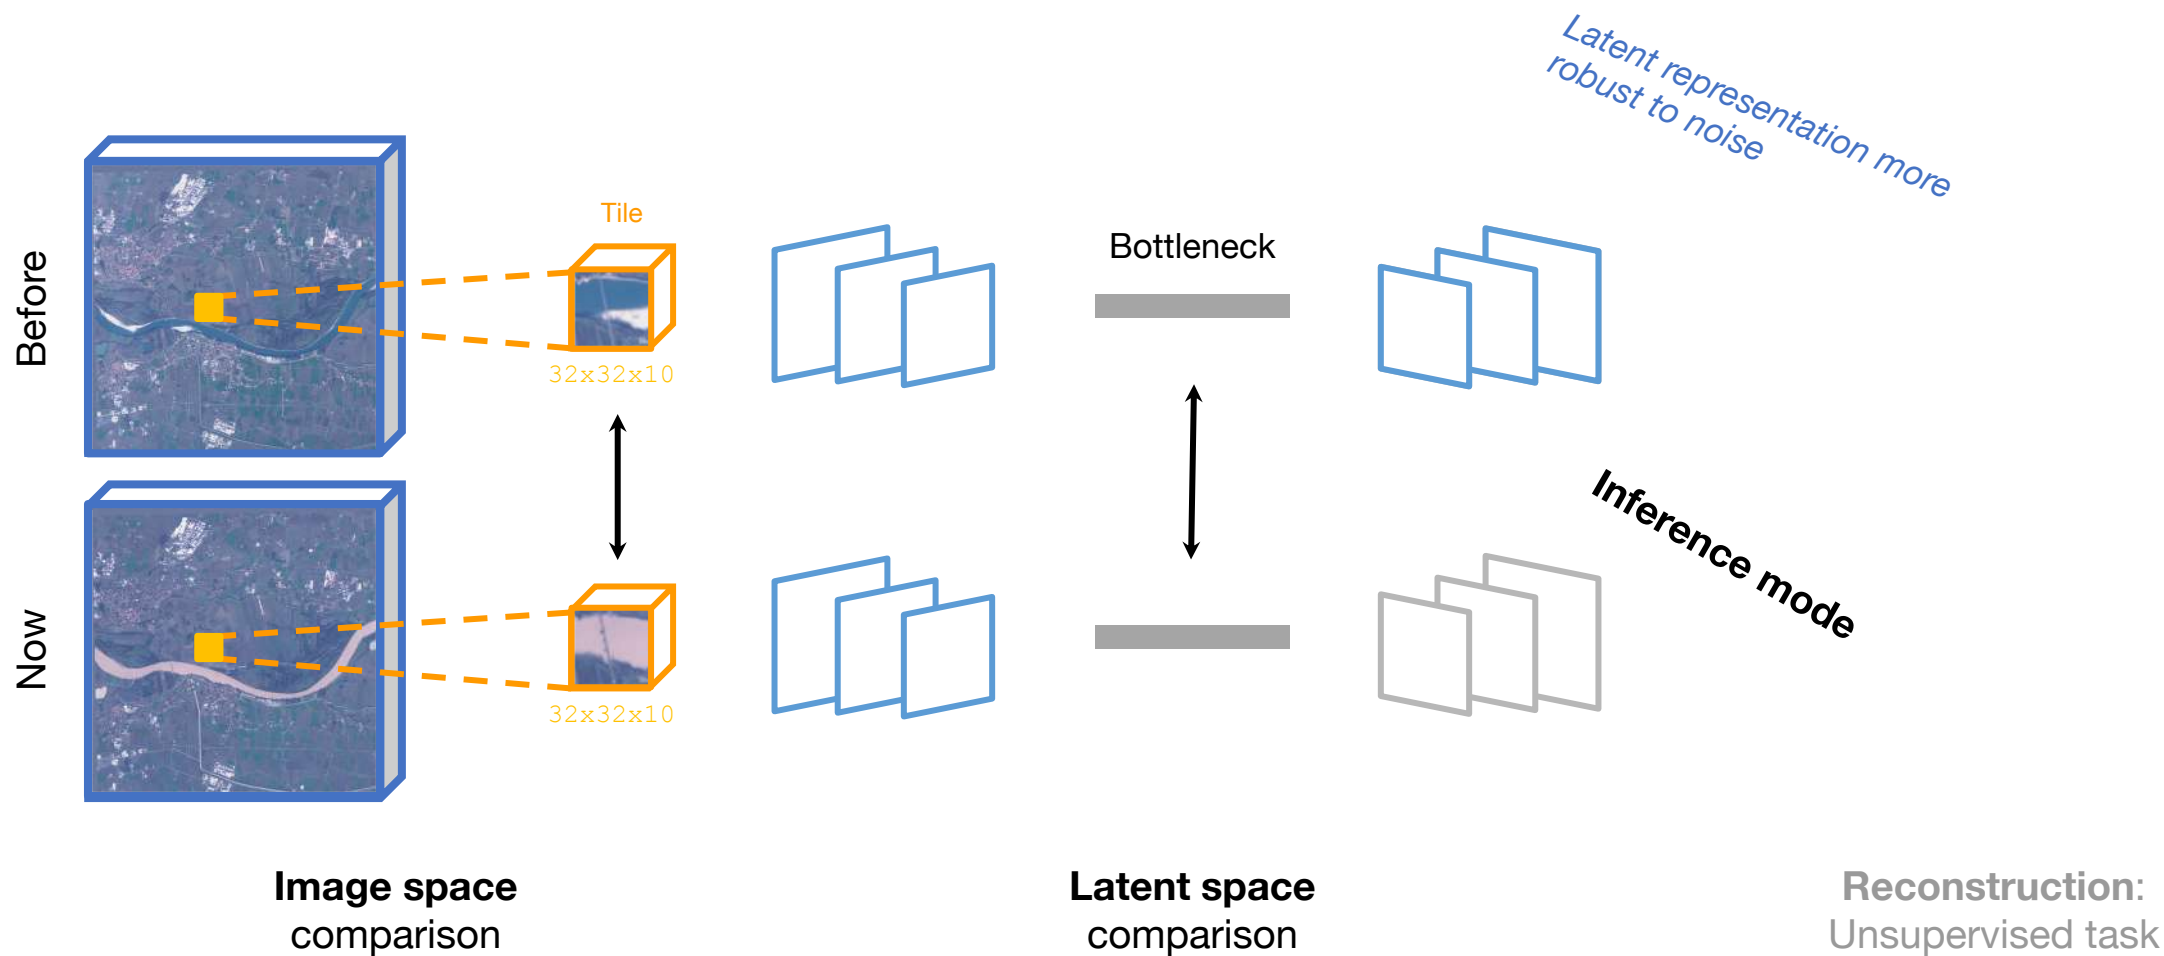 Latent representation more
robust to noise
Before
Tile
32x32x10
Bottleneck
Now
32x32x10
Inference mode
Image space
comparison
Latent space
comparison
Reconstruction:
Unsupervised task